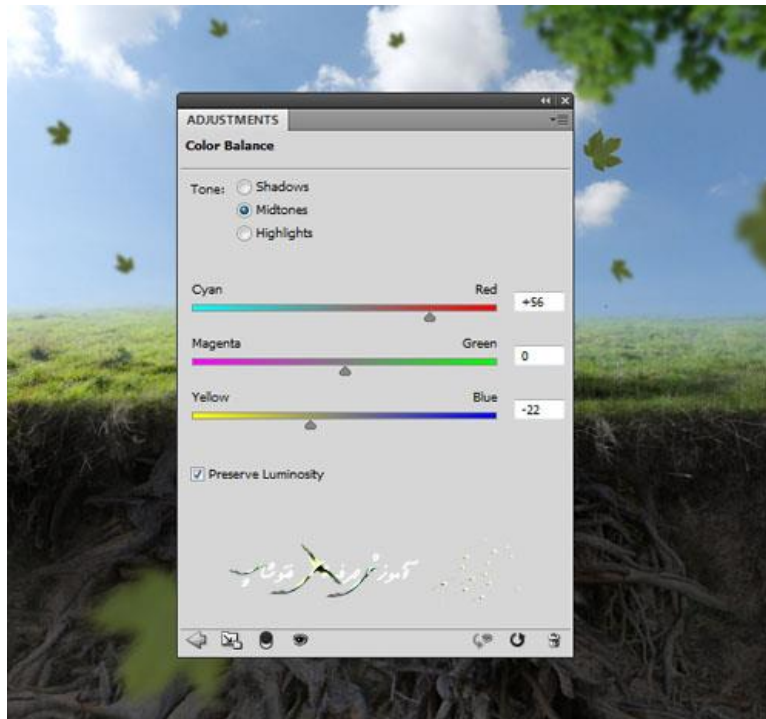 ADJUSTMENTS
Color Balance
Tone: Shadows
Midtones
Highlights
Cyan Red +56
Magenta Green 0
Yellow Blue -22
Preserve Luminosity